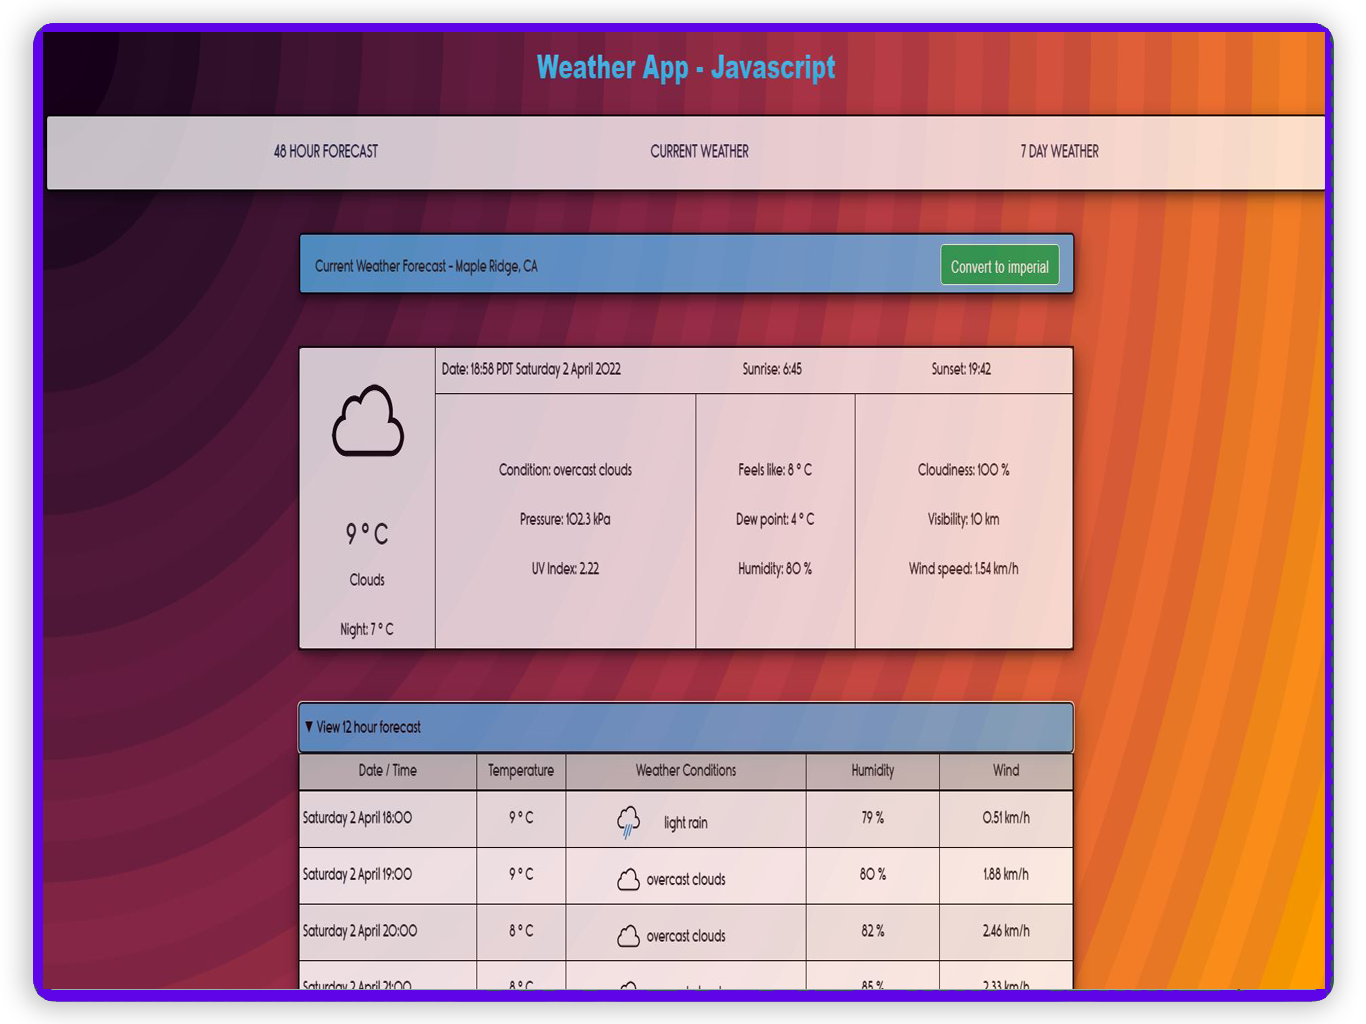 Weather App - Javascript
48 HOUR FORECAST CURRENT WEATHER 7 DAY WEATHER
Current Weather Forecast - Maple Ridge, CA Convert to imperial
Date: 18:58 PDT Saturday 2 April 2022 Sunrise: 6:45 Sunset: 19:42
Condition: overcast clouds Feels like: 8 ° C Cloudiness: 100 %
Pressure: 102.3 kPa Dew point: 4 ° C Visibility: 10 km
UV Index: 2.22 Humidity: 80 % Wind speed: 1.54 km/h
9 ° C
Clouds
Night: 7 ° C
▼ View 12 hour forecast
Date / Time Temperature Weather Conditions Humidity Wind
Saturday 2 April 18:00 9 ° C light rain 79 % 0.51 km/h
Saturday 2 April 19:00 9 ° C overcast clouds 80 % 1.88 km/h
Saturday 2 April 20:00 8 ° C overcast clouds 82 % 2.46 km/h
Saturday 2 April 21:00 8 ° C 85 % 2.33 km/h